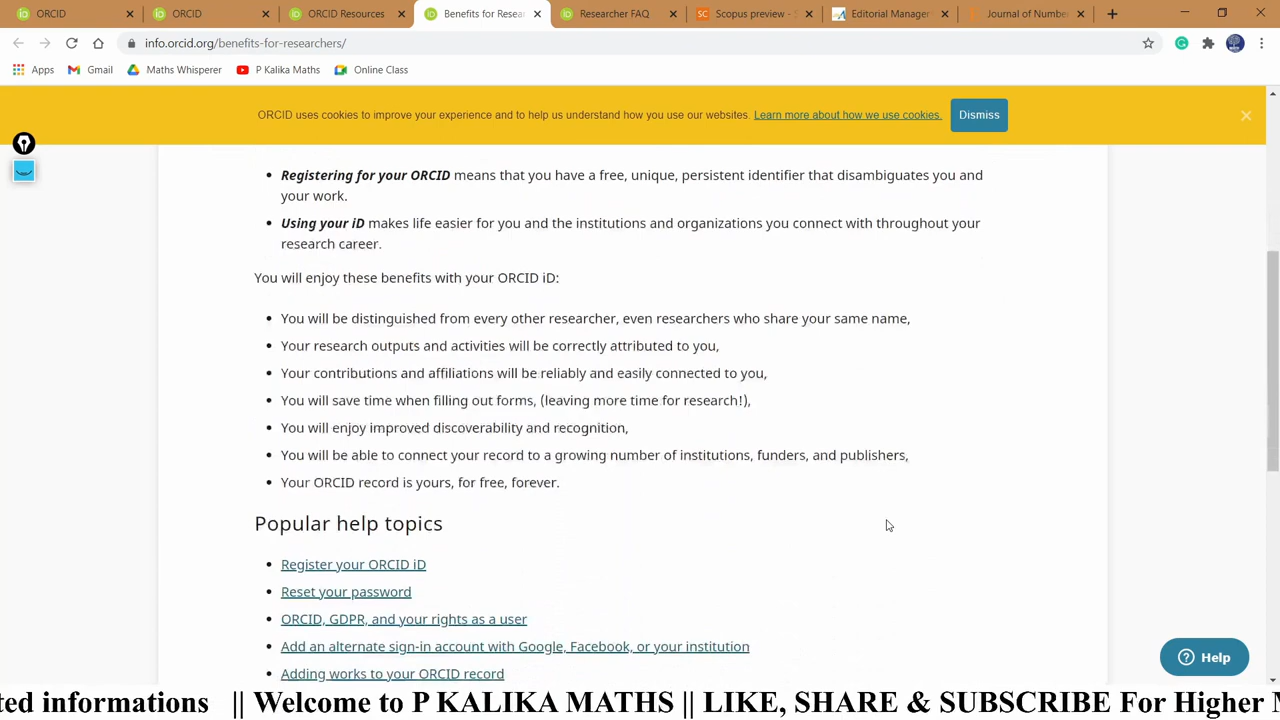 ORCID
ORCID
ORCID Resources
Benefits for Resear
Researcher FAQ
Scopus preview - S
Editorial Manage
Journal of Numbe
info.orcid.org/benefits-for-researchers/
Apps
Gmail
Maths Whisperer
P Kalika Maths
Online Class
ORCID uses cookies to improve your experience and to help us understand how you use our websites. Learn more about how we use cookies.
Dismiss
Registering for your ORCID means that you have a free, unique, persistent identifier that disambiguates you and
your work.
Using your iD makes life easier for you and the institutions and organizations you connect with throughout your
research career.
You will enjoy these benefits with your ORCID iD:
You will be distinguished from every other researcher, even researchers who share your same name,
Your research outputs and activities will be correctly attributed to you,
Your contributions and affiliations will be reliably and easily connected to you,
You will save time when filling out forms, (leaving more time for research!),
You will enjoy improved discoverability and recognition,
You will be able to connect your record to a growing number of institutions, funders, and publishers,
Your ORCID record is yours, for free, forever.
Popular help topics
Register your ORCID iD
Reset your password
ORCID, GDPR, and your rights as a user
Add an alternate sign-in account with Google, Facebook, or your institution
Adding works to your ORCID record
Help
ted informations || Welcome to P KALIKA MATHS || LIKE, SHARE & SUBSCRIBE For Higher